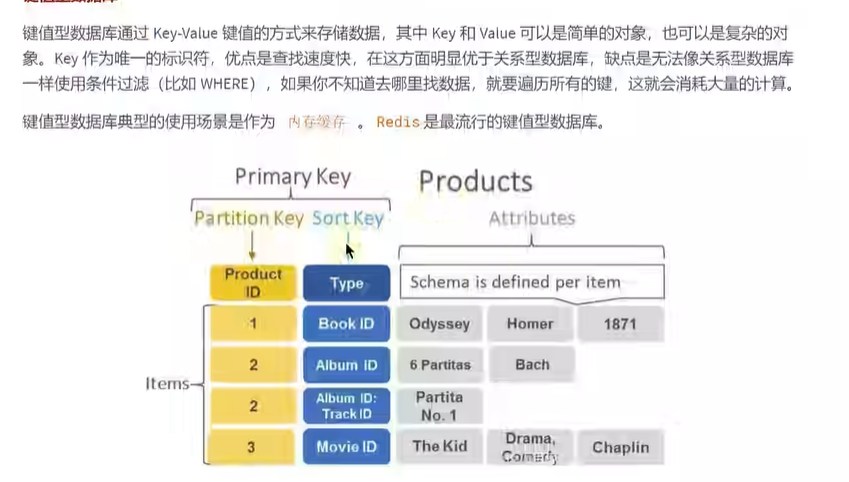 键值型数据库通过 Key-Value 键值的方式来存储数据，其中 Key 和 Value 可以是简单的对象，也可以是复杂的对
象。Key 作为唯一的标识符，优点是查找速度快，在这方面明显优于关系型数据库，缺点是无法像关系型数据库
一样使用条件过滤（比如 WHERE），如果你不知道去哪里找数据，就要遍历所有的键，这就会消耗大量的计算。
键值型数据库典型的使用场景是作为 内存缓存 。Redis 是最流行的键值型数据库。
Primary Key
Products
Partition Key Sort Key
Attributes
Product
ID
Type
Schema is defined per item
1 Book ID Odyssey Homer 1871
2 Album ID 6 Partitas Bach
Items
2 Album ID:
Track ID Partita
No. 1
3 Movie ID The Kid Drama,
Comedy Chaplin